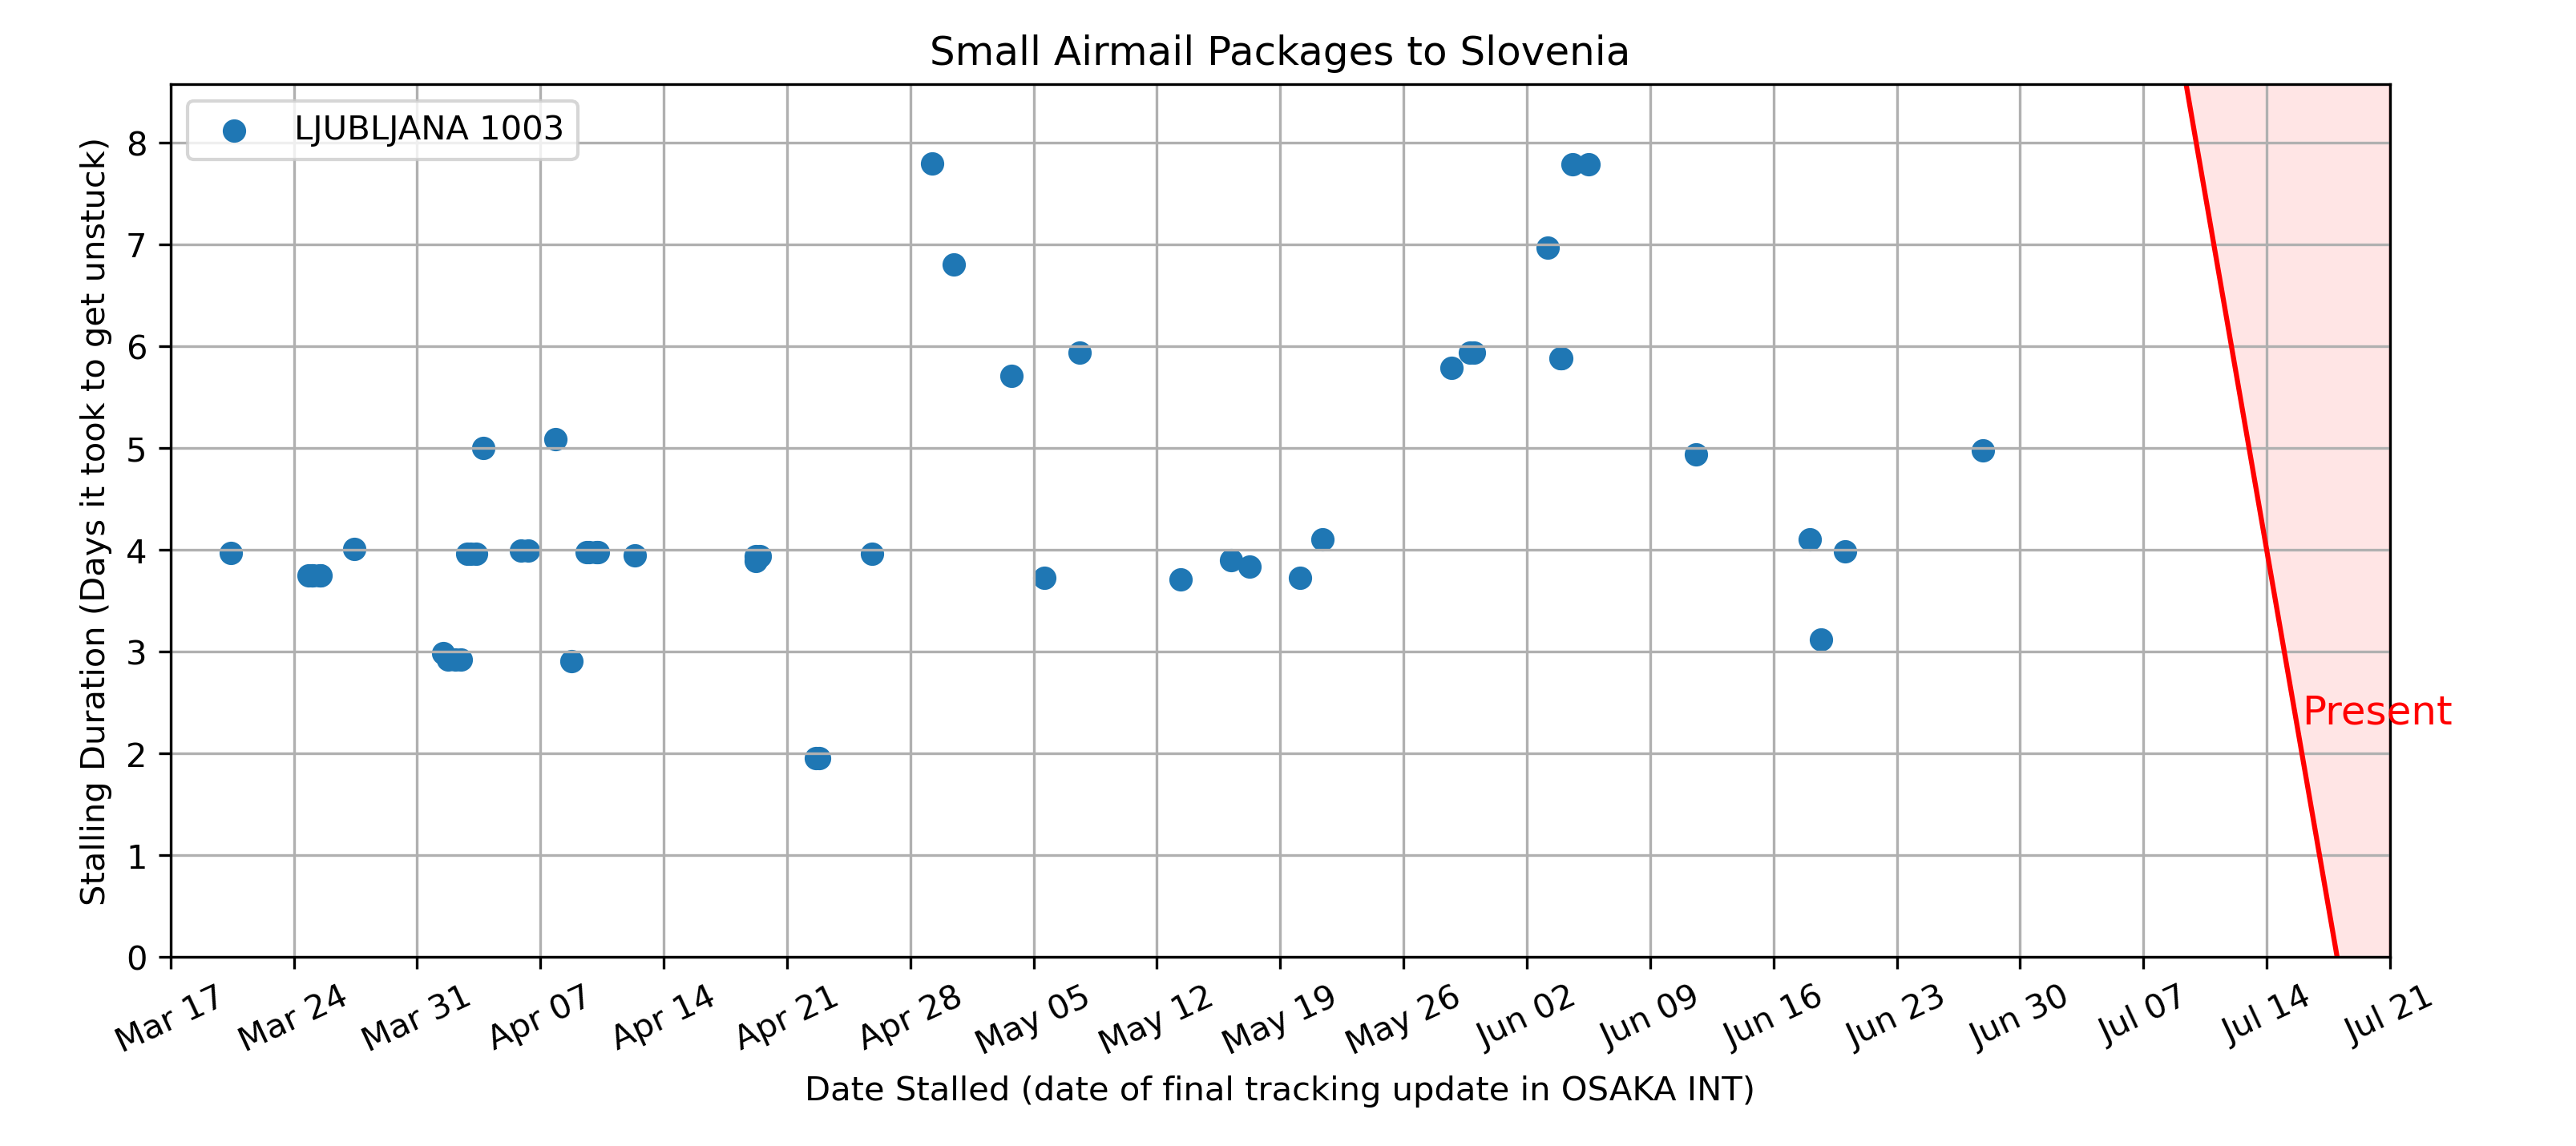 Small Airmail Packages to Slovenia
LJUBLJANA 1003
Stalling Duration (Days it took to get unstuck)
8
7
6
5
4
3
2
1
0
Present
Mar 17 Mar 24 Mar 31 Apr 07 Apr 14 Apr 21 Apr 28 May 05 May 12 May 19 May 26 Jun 02 Jun 09 Jun 16 Jun 23 Jun 30 Jul 07 Jul 14 Jul 21
Date Stalled (date of final tracking update in OSAKA INT)